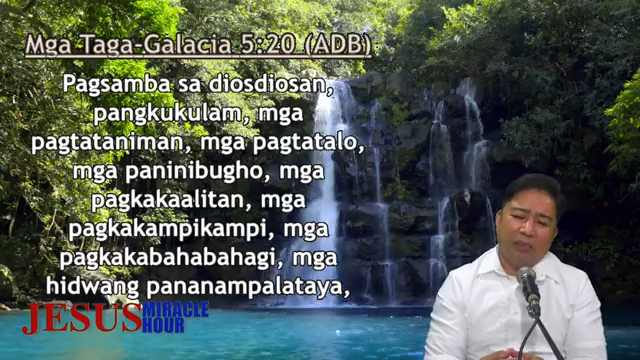 Mga Taga-Galacia 5:20 (ADB)
Pagsamba sa diosdiosan,
pangkukulam, mga
pagtataniman, mga pagtatalo,
mga paninibugho, mga
pagkakaalitan, mga
pagkakampikampi, mga
pagkakabahabahagi, mga
hidwang pananampalataya,
JESUS MIRACLE
HOUR